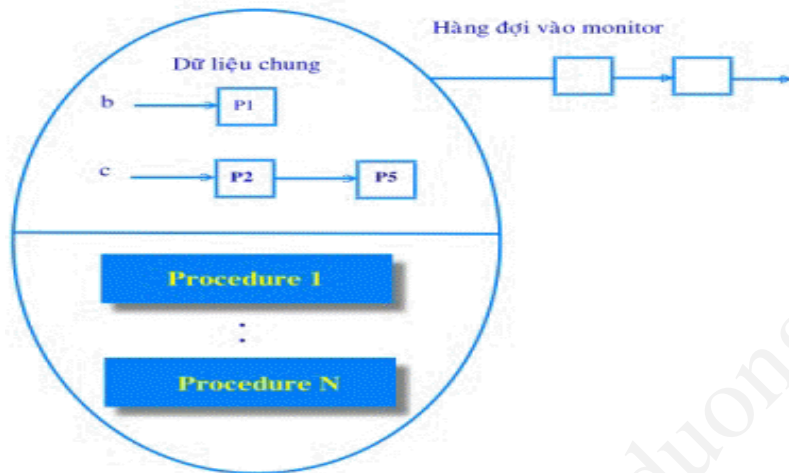 Hàng đợi vào monitor
Dữ liệu chung
b
P1
c
P2
P5
Procedure 1
:
Procedure N